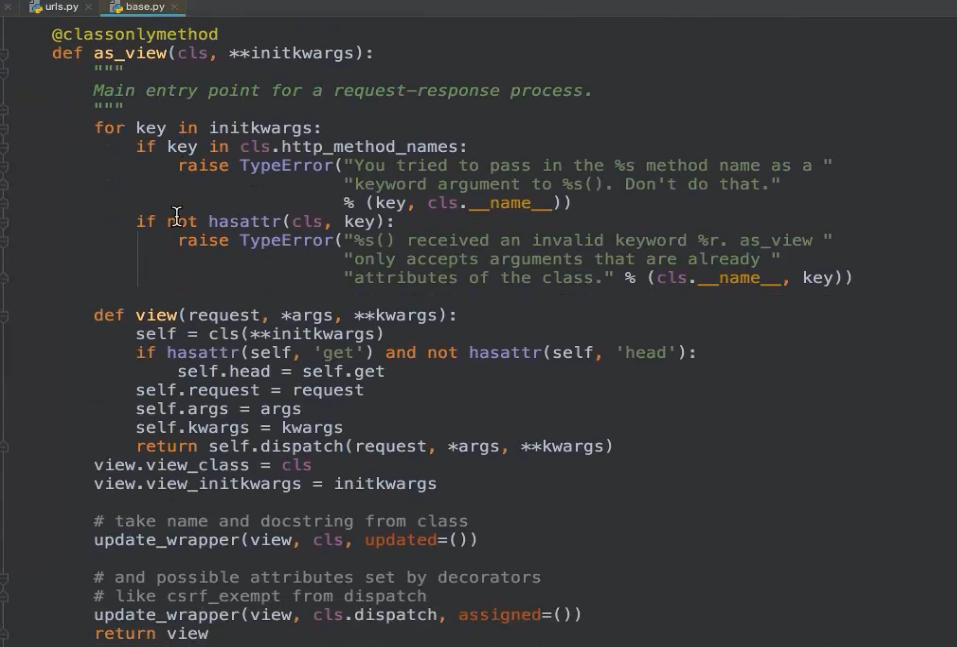 urls.py × base.py ×
@classonlymethod
def as_view(cls, **initkwargs):
    """
    Main entry point for a request-response process.
    """
    for key in initkwargs:
        if key in cls.http_method_names:
            raise TypeError("You tried to pass in the %s method name as a "
                            "keyword argument to %s(). Don't do that."
                            % (key, cls.__name__))
        if not hasattr(cls, key):
            raise TypeError("%s() received an invalid keyword %r. as_view "
                            "only accepts arguments that are already "
                            "attributes of the class." % (cls.__name__, key))

    def view(request, *args, **kwargs):
        self = cls(**initkwargs)
        if hasattr(self, 'get') and not hasattr(self, 'head'):
            self.head = self.get
        self.request = request
        self.args = args
        self.kwargs = kwargs
        return self.dispatch(request, *args, **kwargs)
    view.view_class = cls
    view.view_initkwargs = initkwargs

    # take name and docstring from class
    update_wrapper(view, cls, updated=())

    # and possible attributes set by decorators
    # like csrf_exempt from dispatch
    update_wrapper(view, cls.dispatch, assigned=())
    return view